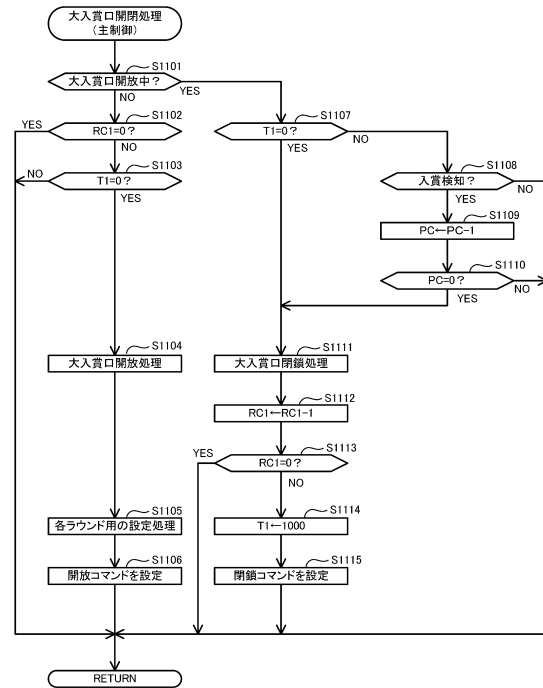 大入賞口開閉処理
（主制御）
S1101
大入賞口開放中？
YES
NO
S1102
YES
RC1=0？
NO
S1107
T1=0？
NO
YES
S1103
NO
T1=0？
YES
S1108
入賞検知？
NO
YES
S1109
PC←PC-1
S1110
PC=0？
NO
YES
S1104
大入賞口開放処理
S1111
大入賞口閉鎖処理
S1112
RC1←RC1-1
S1113
YES
RC1=0？
NO
S1105
各ラウンド用の設定処理
S1114
T1←1000
S1106
開放コマンドを設定
S1115
閉鎖コマンドを設定
RETURN